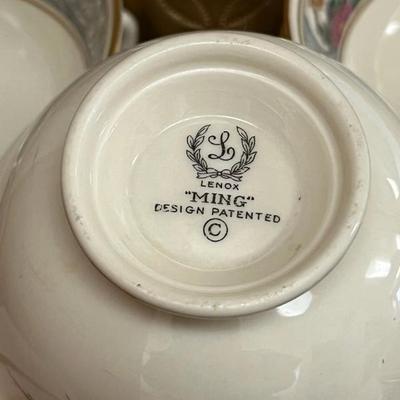 L
LENOX
"MING"
DESIGN PATENTED
©